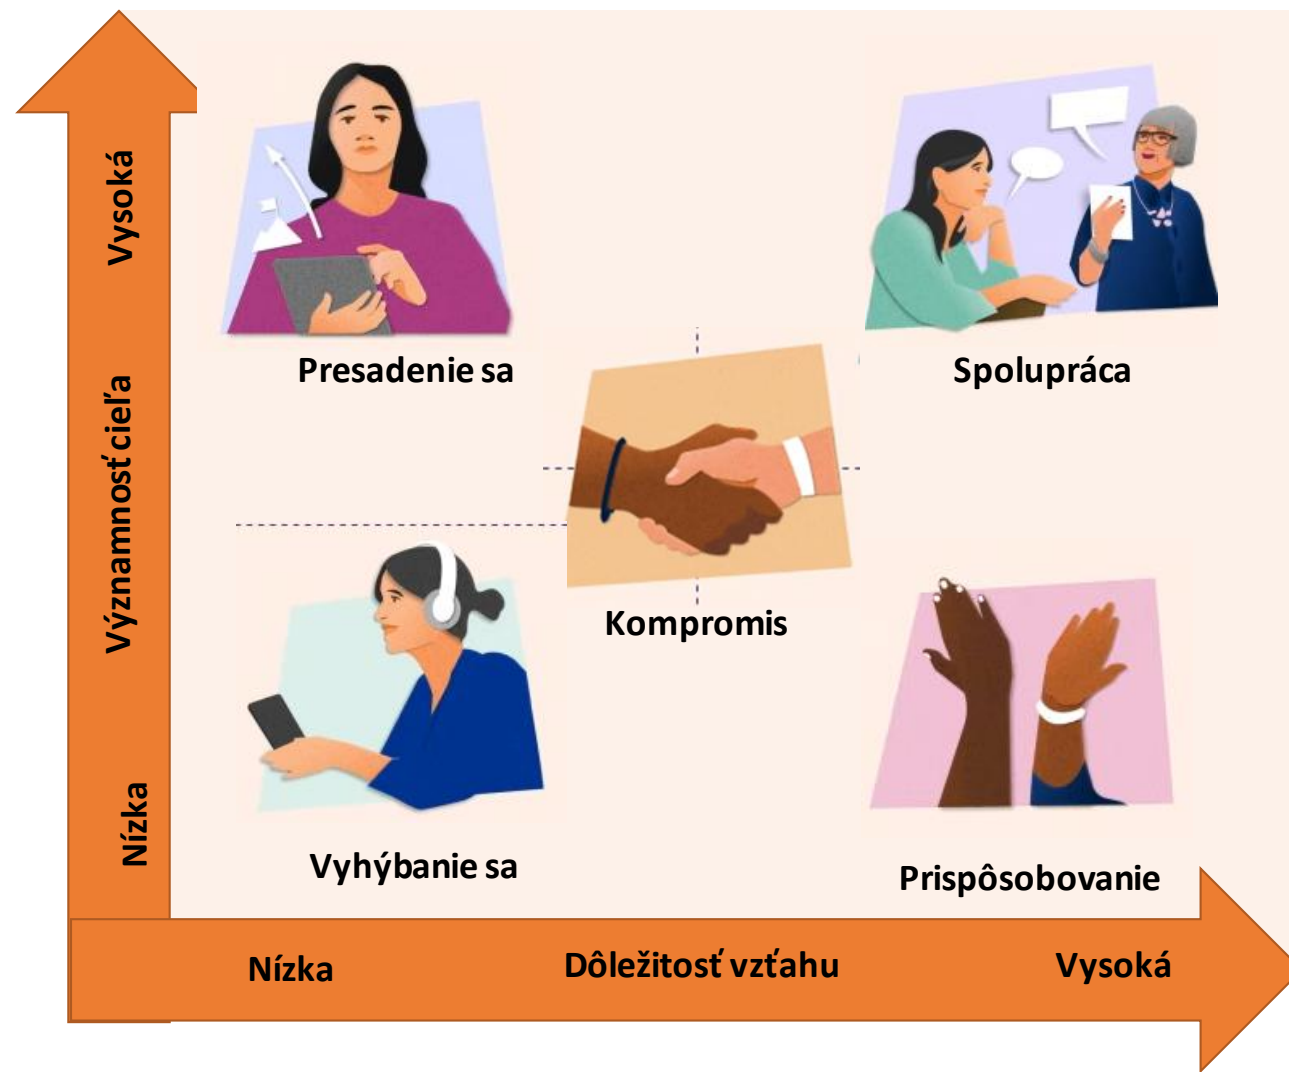 Vysoká
Významnosť cieľa
Nízka
Presadenie sa
Spolupráca
Kompromis
Vyhýbanie sa
Prispôsobovanie
Nízka
Dôležitosť vzťahu
Vysoká